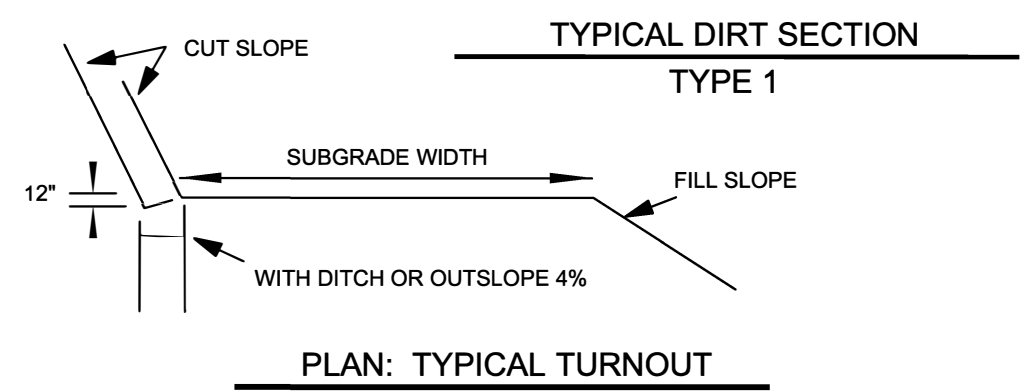 TYPICAL DIRT SECTION
TYPE 1
CUT SLOPE
SUBGRADE WIDTH
12"
FILL SLOPE
WITH DITCH OR OUTSLOPE 4%
PLAN: TYPICAL TURNOUT